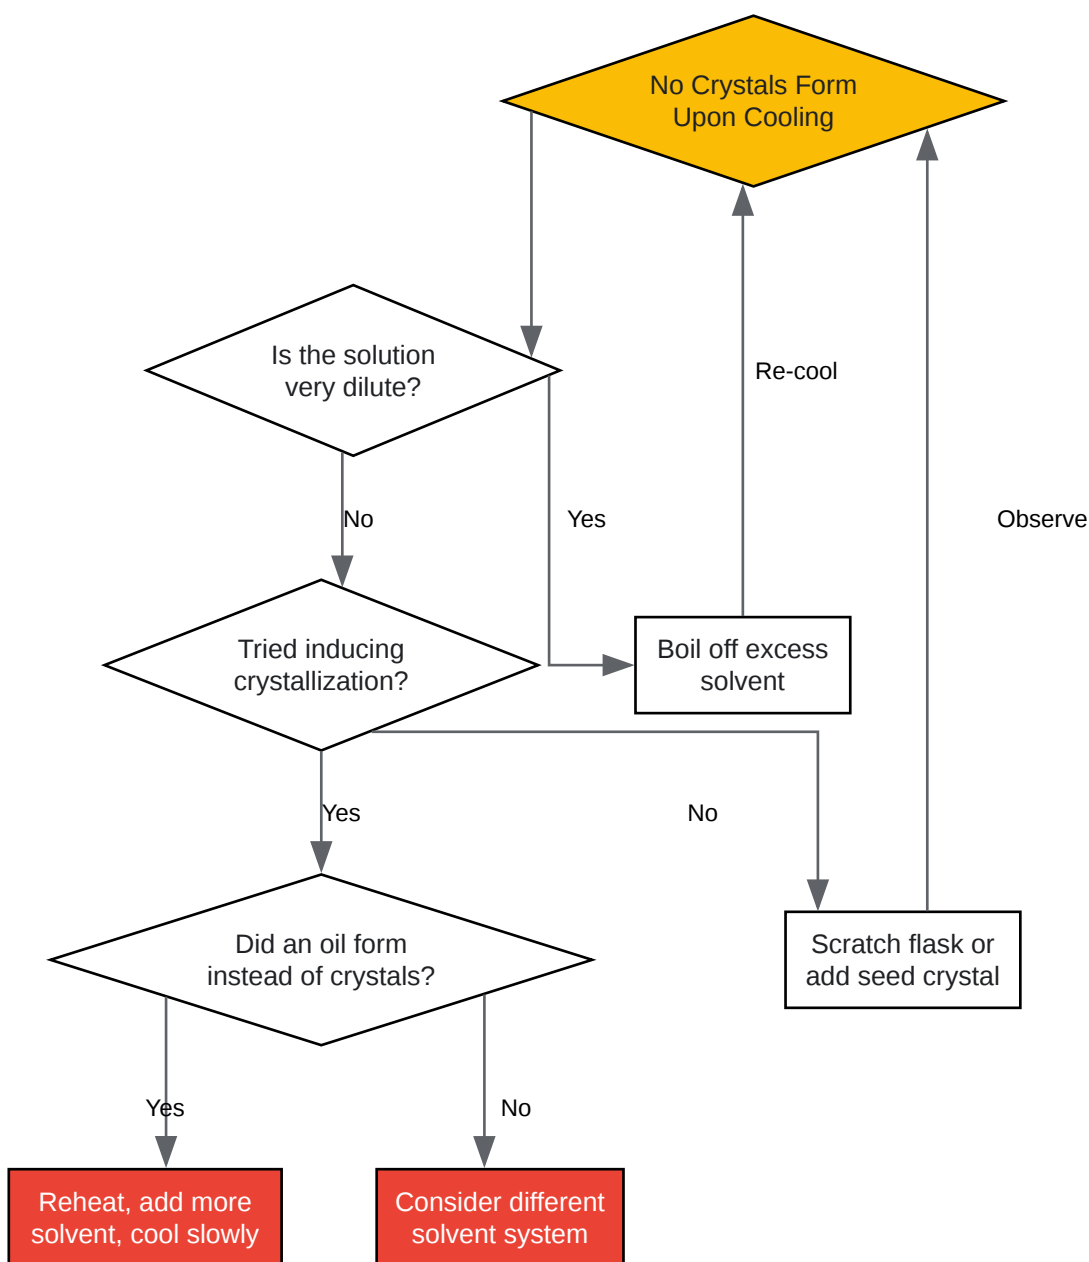 No Crystals Form
Upon Cooling
Is the solution
very dilute?
Re-cool
No
Yes
Observe
Tried inducing
crystallization?
Boil off excess
solvent
Yes
No
Did an oil form
instead of crystals?
Scratch flask or
add seed crystal
Yes
No
Reheat, add more
solvent, cool slowly
Consider different
solvent system